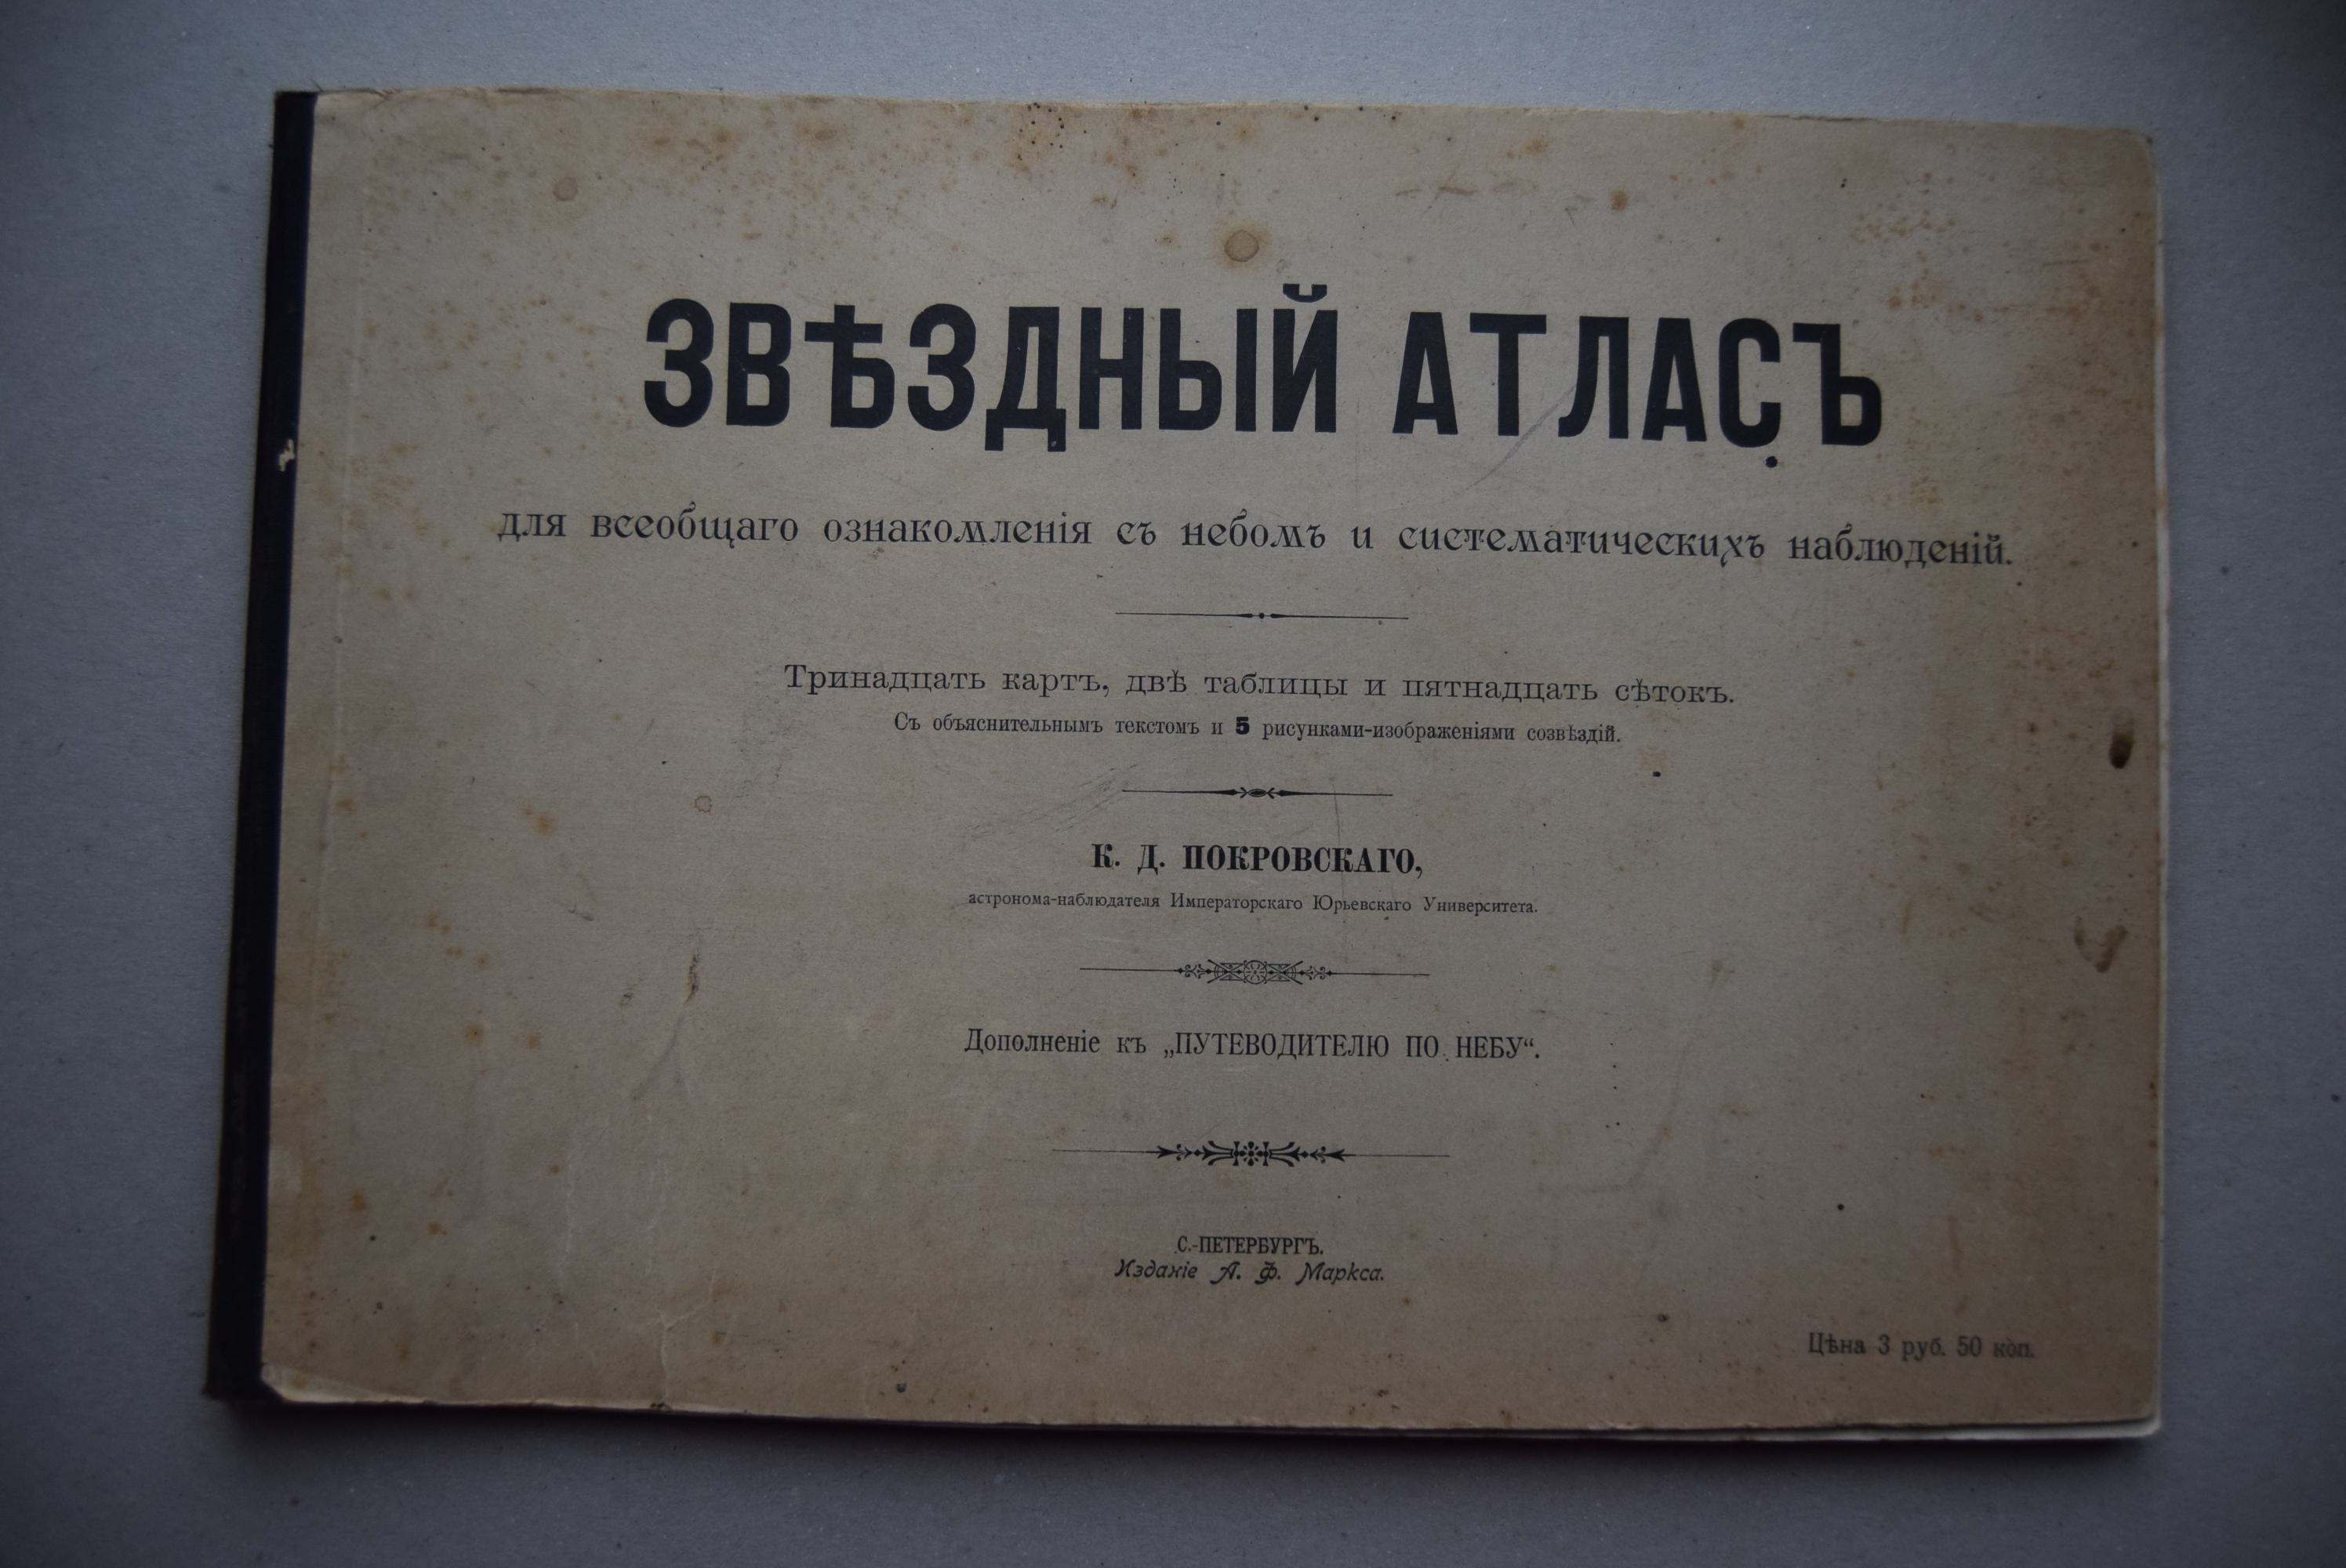 ЗВѢЗДНЫЙ АТЛАСЪ
для всеобщаго ознакомленія съ небомъ и систематическихъ наблюденій.
Тринадцать картъ, двѣ таблицы и пятнадцать сѣтокъ.
Съ объяснительнымъ текстомъ и 5 рисунками-изображеніями созвѣздій.
К. Д. ПОКРОВСКАГО,
астронома-наблюдателя Императорскаго Юрьевскаго Университета.
Дополненіе къ „ПУТЕВОДИТЕЛЮ ПО НЕБУ“.
С.-ПЕТЕРБУРГЪ.
Изданіе А. Ф. Маркса.
Цѣна 3 руб. 50 коп.